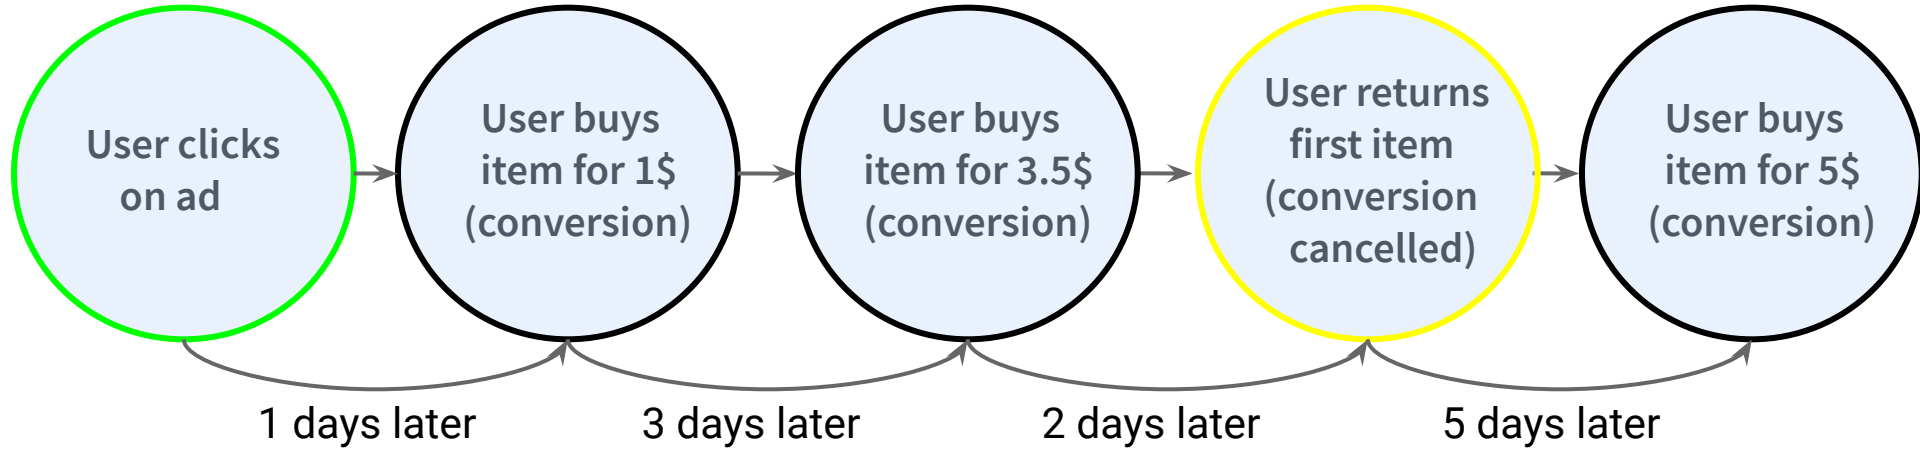 User clicks
on ad
User buys
item for 1$
(conversion)
User buys
item for 3.5$
(conversion)
User returns
first item
(conversion
cancelled)
User buys
item for 5$
(conversion)
1 days later
3 days later
2 days later
5 days later